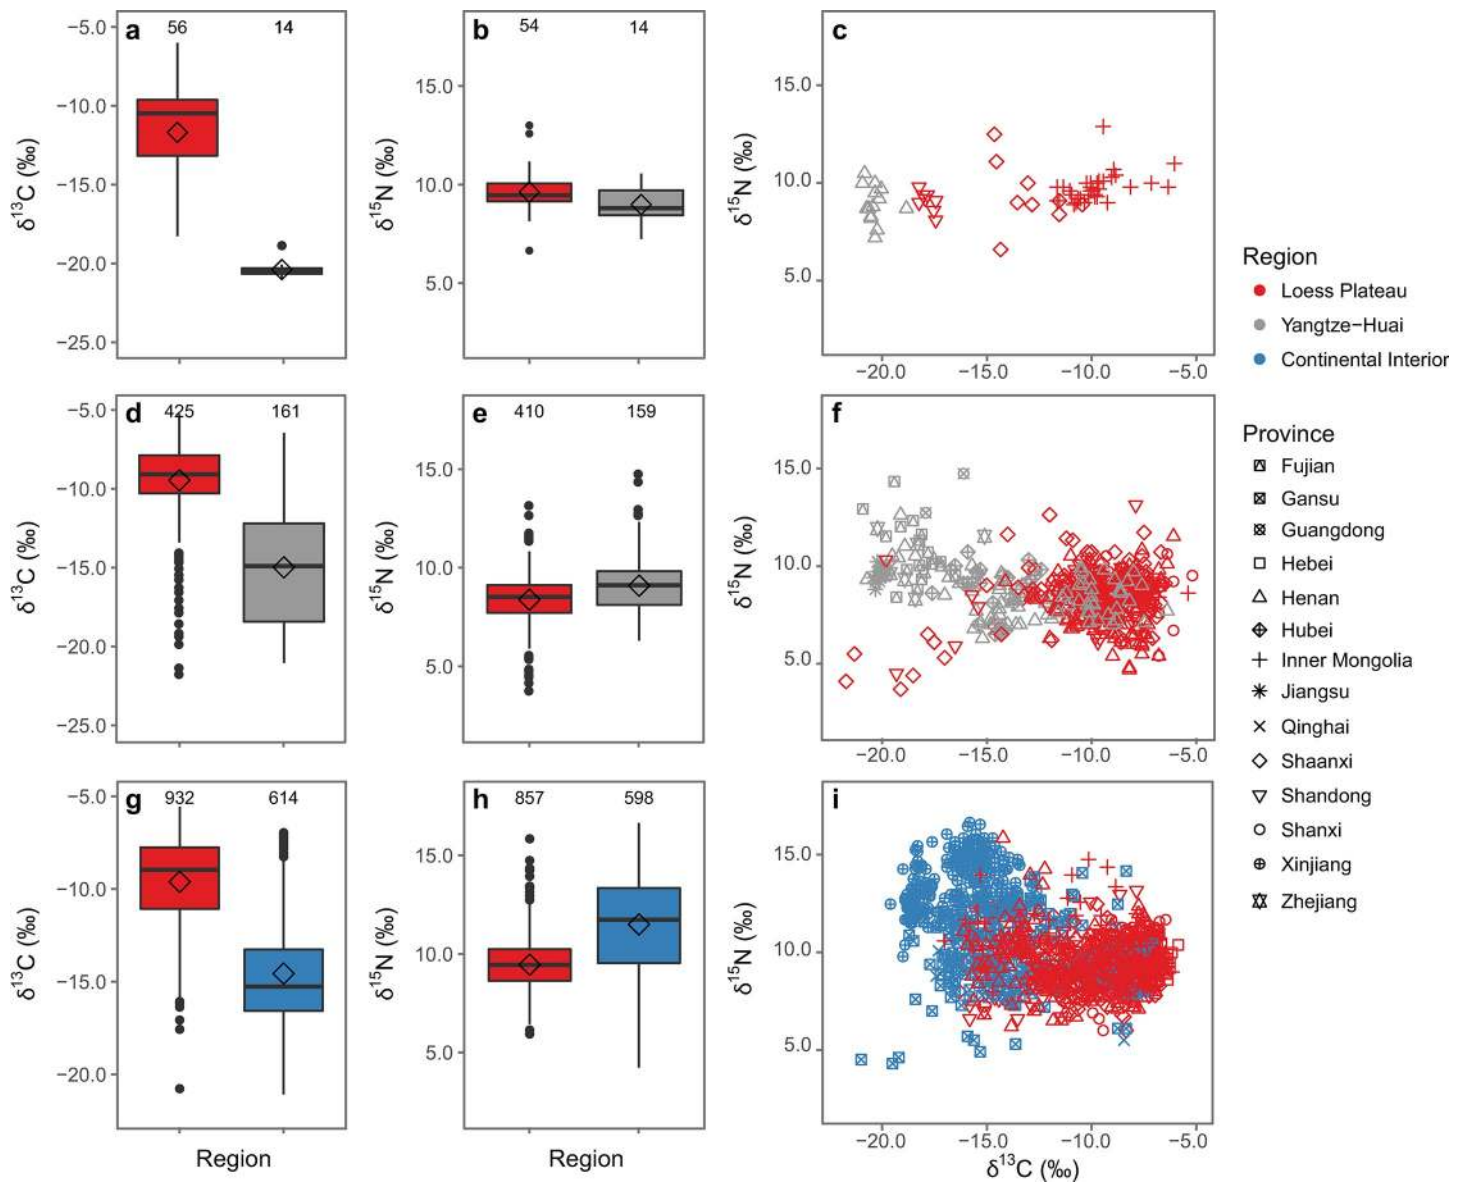 a
56
14
−5.0
−10.0
−15.0
−20.0
−25.0
δ13C (‰)
b
54
14
15.0
10.0
5.0
δ15N (‰)
c
15.0
10.0
5.0
δ15N (‰)
−20.0
−15.0
−10.0
−5.0
d
425
161
−5.0
−10.0
−15.0
−20.0
−25.0
δ13C (‰)
e
410
159
15.0
10.0
5.0
δ15N (‰)
f
15.0
10.0
5.0
δ15N (‰)
−20.0
−15.0
−10.0
−5.0
g
932
614
−5.0
−10.0
−15.0
−20.0
δ13C (‰)
Region
h
857
598
15.0
10.0
5.0
δ15N (‰)
Region
i
15.0
10.0
5.0
δ15N (‰)
−20.0
−15.0
−10.0
−5.0
δ13C (‰)
Region
Loess Plateau
Yangtze−Huai
Continental Interior
Province
Fujian
Gansu
Guangdong
Hebei
Henan
Hubei
Inner Mongolia
Jiangsu
Qinghai
Shaanxi
Shandong
Shanxi
Xinjiang
Zhejiang